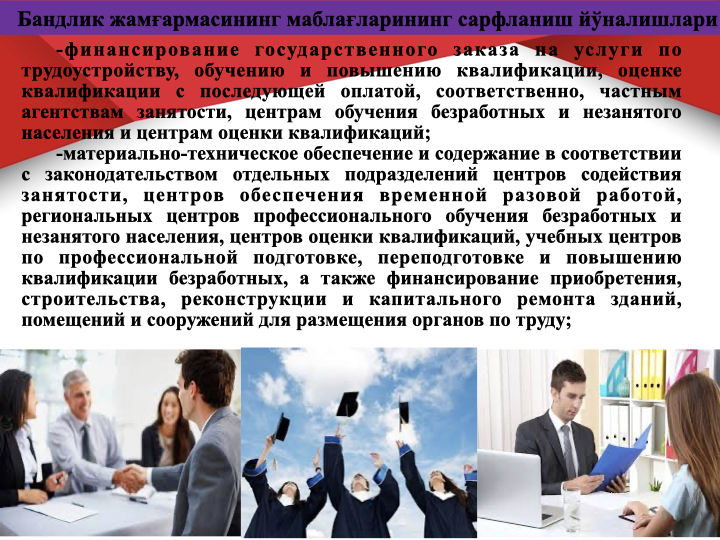 Бандлик жамғармасининг маблағларининг сарфланиш йўналишлари
-финансирование государственного заказа на услуги по
трудоустройству, обучению и повышению квалификации, оценке
квалификации с последующей оплатой, соответственно, частным
агентствам занятости, центрам обучения безработных и незанятого
населения и центрам оценки квалификаций;
-материально-техническое обеспечение и содержание в соответствии
с законодательством отдельных подразделений центров содействия
занятости, центров обеспечения временной разовой работой,
региональных центров профессионального обучения безработных и
незанятого населения, центров оценки квалификаций, учебных центров
по профессиональной подготовке, переподготовке и повышению
квалификации безработных, а также финансирование приобретения,
строительства, реконструкции и капитального ремонта зданий,
помещений и сооружений для размещения органов по труду;